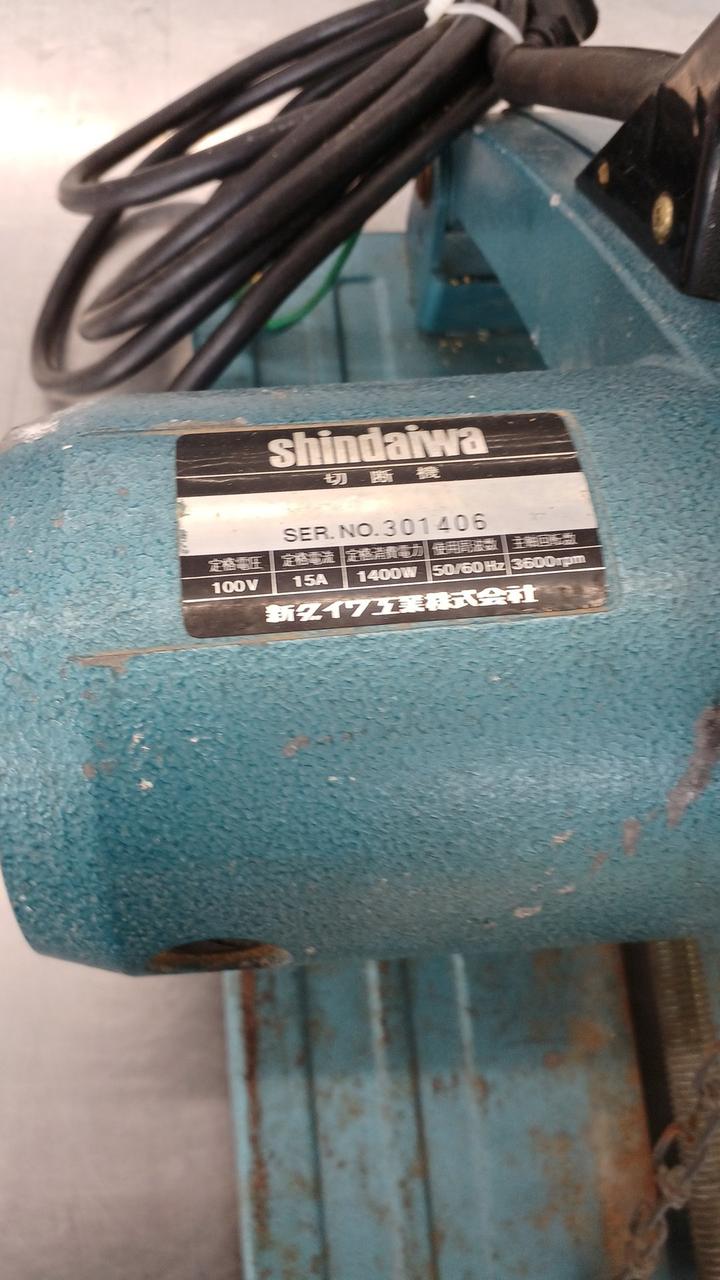 shindaiwa
切断機
SER.NO.301406
定格電圧 定格電流 定格消費電力 使用周波数 主軸回転数
100V 15A 1400W 50/60Hz 3600rpm
新ダイワ工業株式会社